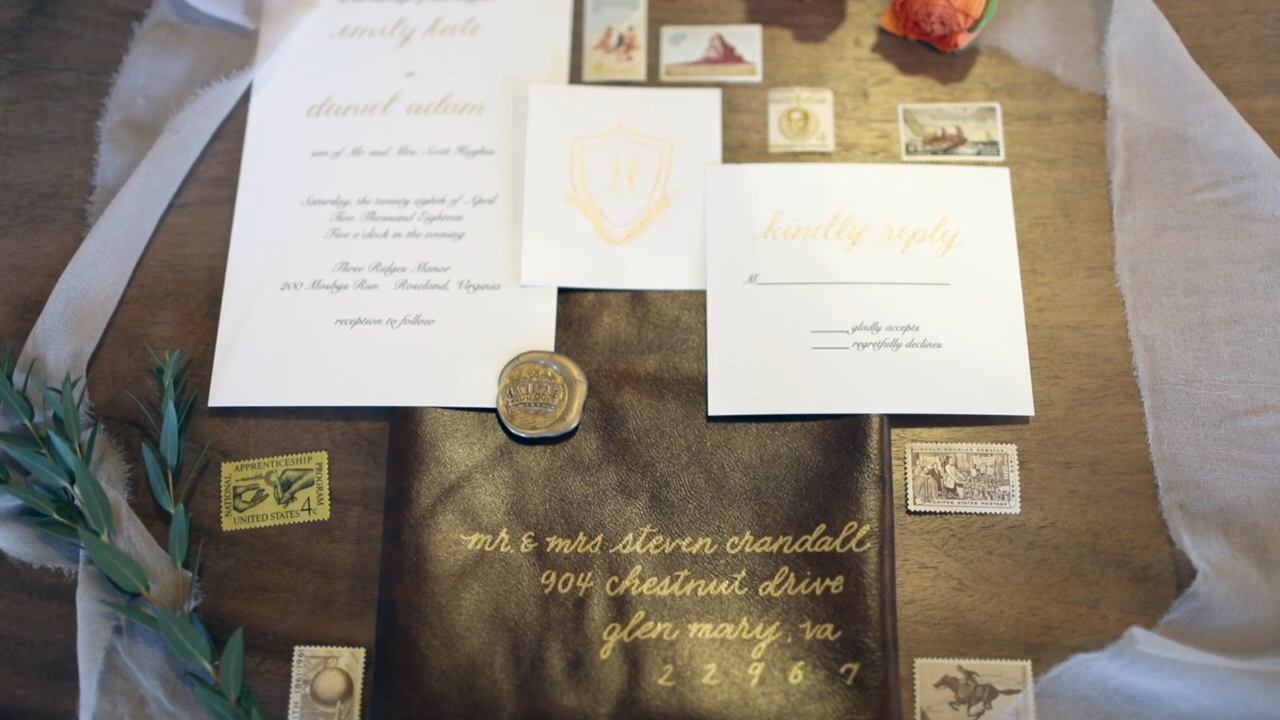 emily kate
daniel adam
son of Mr. and Mrs. Scott Hughes
Saturday, the twenty eighth of April
Two Thousand Eighteen
Five o'clock in the evening
Three Ridges Manor
200 Mosbys Run Roseland, Virginia
reception to follow
H
kindly reply
M
gladly accepts
regretfully declines
NATIONAL
APPRENTICESHIP
PROGRAM
UNITED STATES 4c
UNITED STATES POSTAGE
mr. & mrs. steven crandall
904 chestnut drive
glen mary, va
22967